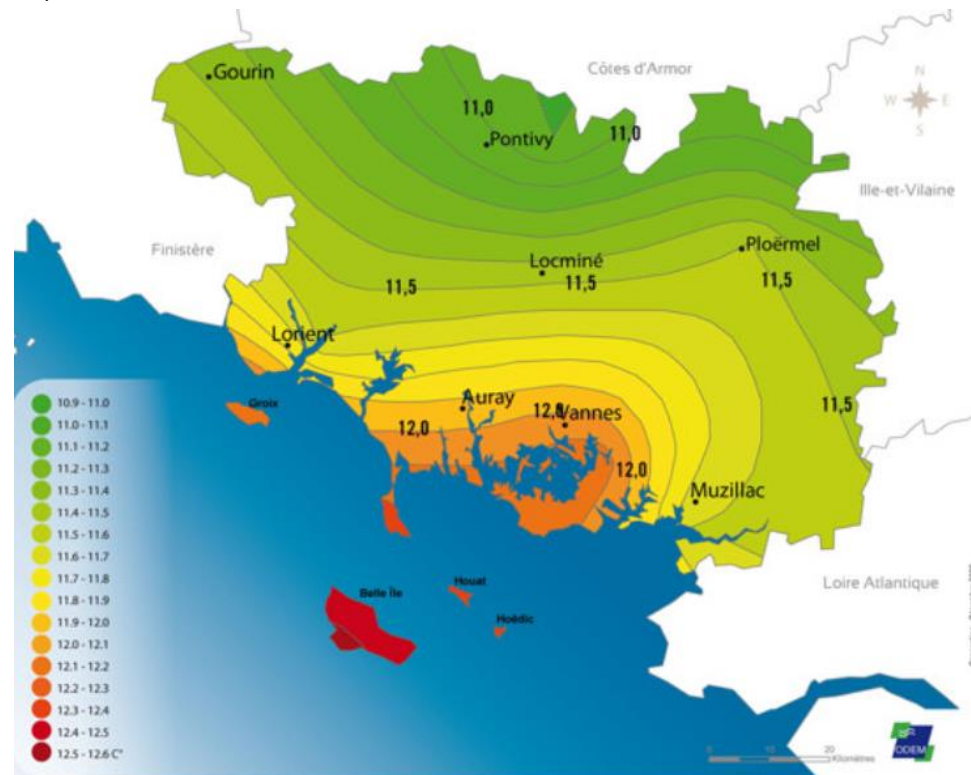 Gourin
Côtes d'Armor
N
W E
S
11,0
11,0
Pontivy
Ille-et-Vilaine
Finistère
Ploërmel
Locminé
11,5
11,5
11,5
Lorient
Groix
Auray
12,0
Vannes
12,0
11,5
12,0
Muzillac
10.9 - 11.0
11.0 - 11.1
11.1 - 11.2
11.2 - 11.3
11.3 - 11.4
11.4 - 11.5
11.5 - 11.6
11.6 - 11.7
11.7 - 11.8
11.8 - 11.9
11.9 - 12.0
12.0 - 12.1
12.1 - 12.2
12.2 - 12.3
12.3 - 12.4
12.4 - 12.5
12.5 - 12.6 C°
Belle Île
Houat
Hoëdic
Loire Atlantique
0 10 20
Kilomètres
ODEM